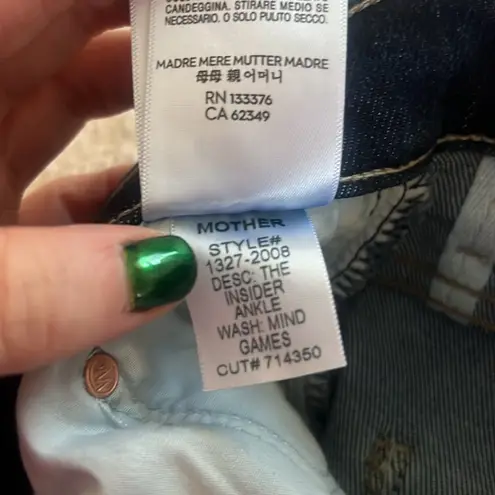 CANDEGGINA. STIRARE MEDIO SE
NECESSARIO. O SOLO PULITO SECCO.
MADRE MERE MUTTER MADRE
母母 親 어머니
RN 133376
CA 62349
MOTHER
STYLE#
1327-2008
DESC: THE
INSIDER
ANKLE
WASH: MIND
GAMES
CUT# 714350